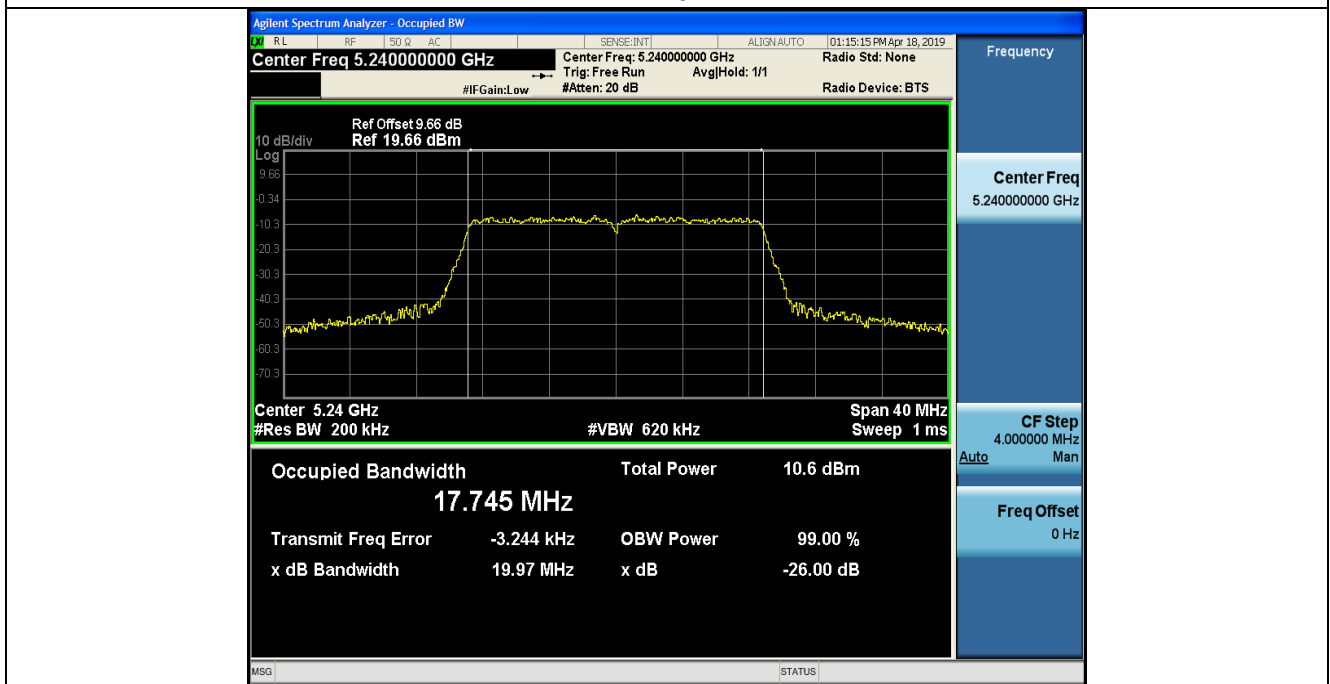 Agilent Spectrum Analyzer - Occupied BW
LXI RL RF 50 Ω AC SENSE:INT ALIGN AUTO 01:15:15 PM Apr 18, 2019
Center Freq 5.240000000 GHz
Center Freq: 5.240000000 GHz
Radio Std: None
Trig: Free Run Avg|Hold: 1/1
#IFGain:Low
#Atten: 20 dB
Radio Device: BTS
Ref Offset 9.66 dB
10 dB/div Ref 19.66 dBm
Log
9.66
-0.34
-10.3
-20.3
-30.3
-40.3
-50.3
-60.3
-70.3
Center 5.24 GHz Span 40 MHz
#Res BW 200 kHz #VBW 620 kHz Sweep 1 ms
Occupied Bandwidth Total Power 10.6 dBm
17.745 MHz
Transmit Freq Error -3.244 kHz OBW Power 99.00 %
x dB Bandwidth 19.97 MHz x dB -26.00 dB
MSG STATUS
Frequency
Center Freq
5.240000000 GHz
CF Step
4.000000 MHz
Auto Man
Freq Offset
0 Hz